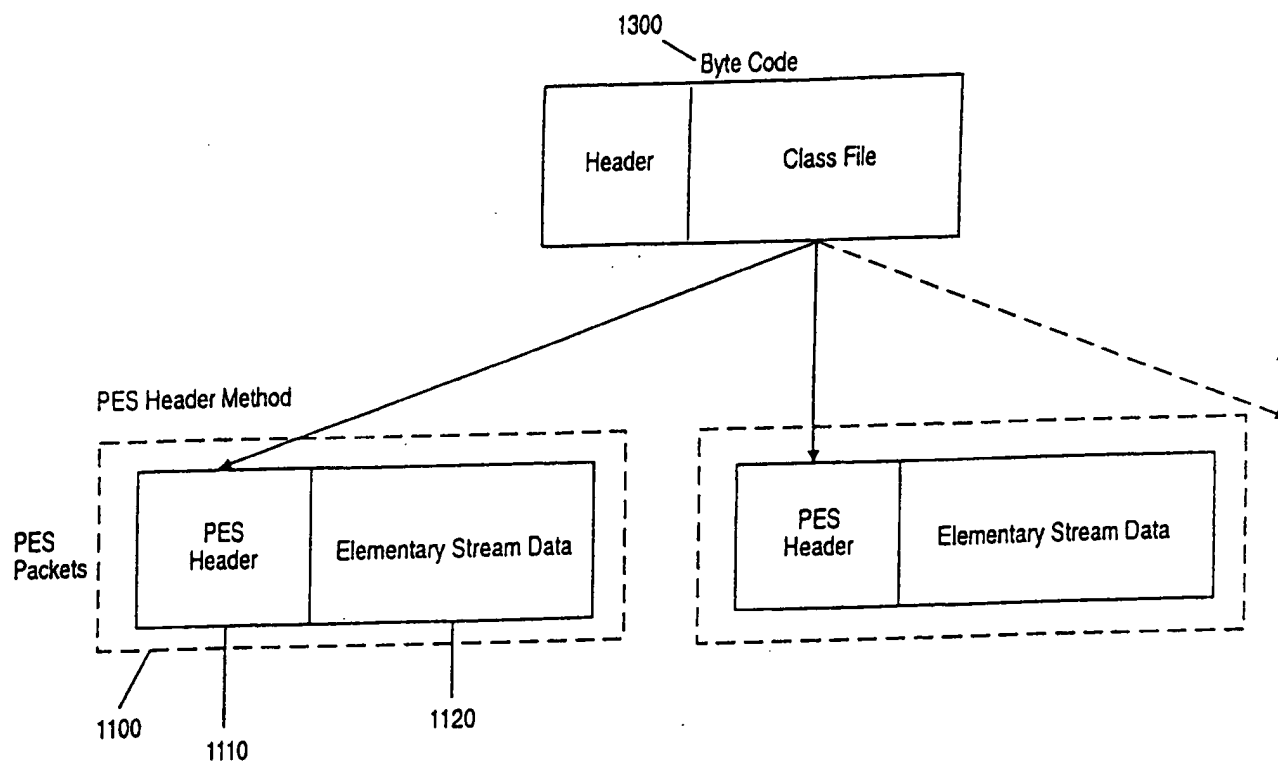 1300
Byte Code
Header
Class File
PES Header Method
PES
Packets
PES
Header
Elementary Stream Data
PES
Header
Elementary Stream Data
1100
1110
1120